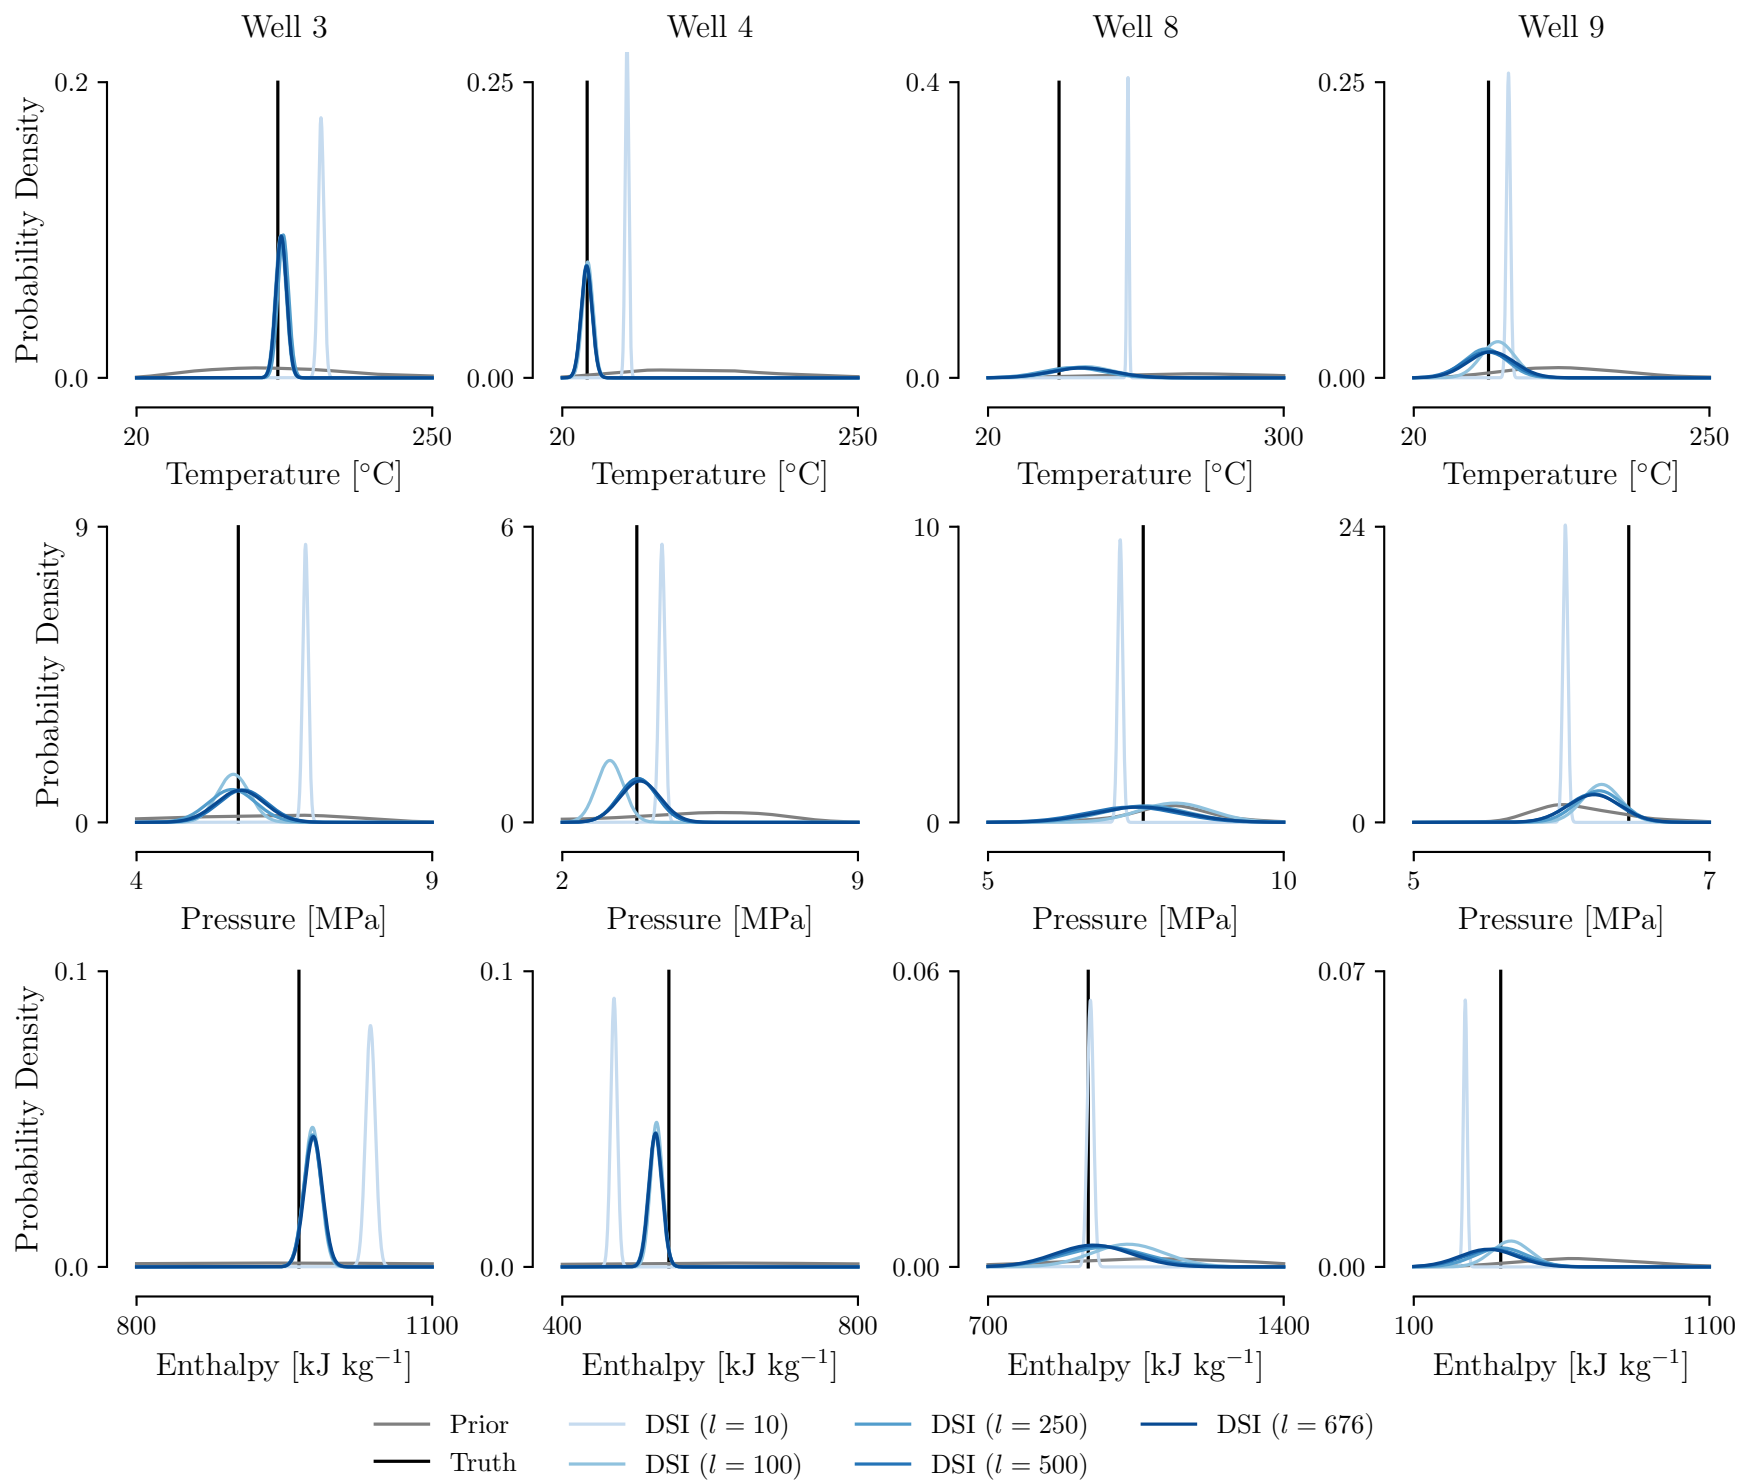 Well 3 Well 4 Well 8 Well 9
Probability Density
0.2 0.25 0.4 0.25
0.0 0.00 0.0 0.00
20 250 20 250 20 300 20 250
Temperature [°C] Temperature [°C] Temperature [°C] Temperature [°C]
Probability Density
9 6 10 24
0 0 0 0
4 9 2 9 5 10 5 7
Pressure [MPa] Pressure [MPa] Pressure [MPa] Pressure [MPa]
Probability Density
0.1 0.1 0.06 0.07
0.0 0.0 0.00 0.00
800 1100 400 800 700 1400 100 1100
Enthalpy [kJ kg⁻¹] Enthalpy [kJ kg⁻¹] Enthalpy [kJ kg⁻¹] Enthalpy [kJ kg⁻¹]
Prior DSI (l = 10) DSI (l = 250) DSI (l = 676)
Truth DSI (l = 100) DSI (l = 500)